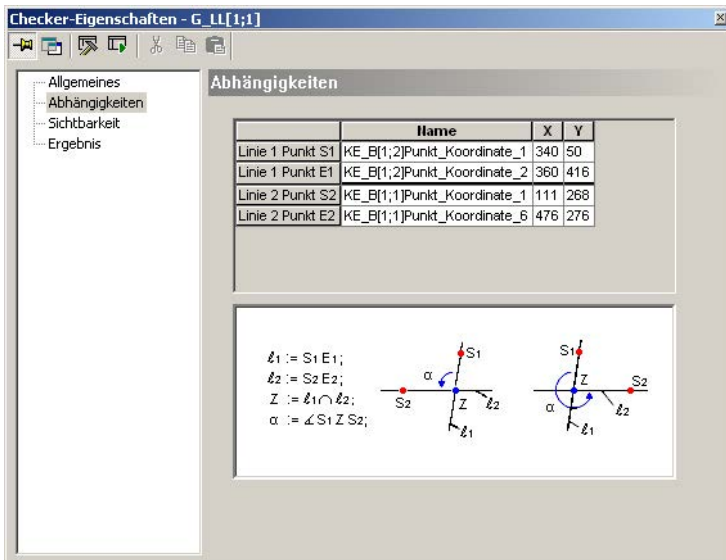 Checker-Eigenschaften - G_LL[1;1]
Allgemeines
Abhängigkeiten
Sichtbarkeit
Ergebnis
Abhängigkeiten
Name X Y
Linie 1 Punkt S1 KE_B[1;2]Punkt_Koordinate_1 340 50
Linie 1 Punkt E1 KE_B[1;2]Punkt_Koordinate_2 360 416
Linie 2 Punkt S2 KE_B[1;1]Punkt_Koordinate_1 111 268
Linie 2 Punkt E2 KE_B[1;1]Punkt_Koordinate_6 476 276
ℓ1 := S1 E1;
ℓ2 := S2 E2;
Z := ℓ1 ∩ ℓ2;
α := ∡ S1 Z S2;
S1
α
S2
Z
ℓ2
ℓ1
S1
Z
S2
α
ℓ2
ℓ1